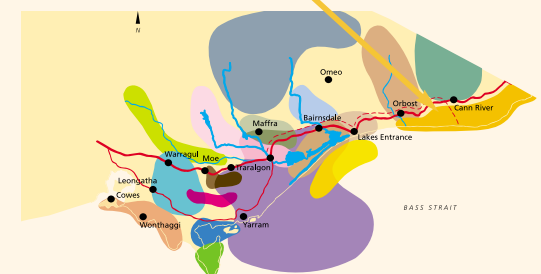 N
Omeo
Orbost
Cann River
Bairnsdale
Maffra
Lakes Entrance
Warragul
Moe
Traralgon
Leongatha
Cowes
Wonthaggi
Yarram
BASS STRAIT